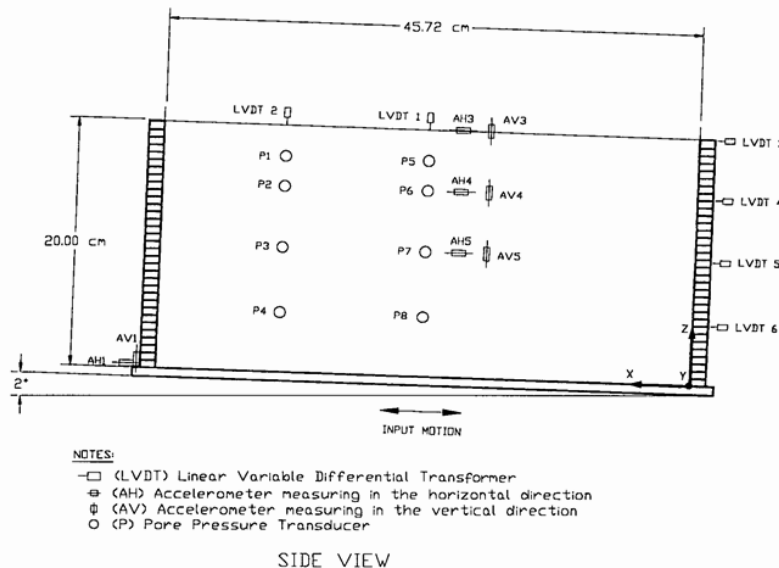 45.72 cm
LVDT 2
LVDT 1
AH3
AV3
LVDT 3
P1
P5
P2
P6
AH4
AV4
LVDT 4
20.00 cm
P3
P7
AH5
AV5
LVDT 5
P4
P8
LVDT 6
Z
AV1
AH1
X
Y
2°
INPUT MOTION
NOTES:
(LVDT) Linear Variable Differential Transformer
(AH) Accelerometer measuring in the horizontal direction
(AV) Accelerometer measuring in the vertical direction
(P) Pore Pressure Transducer
SIDE VIEW